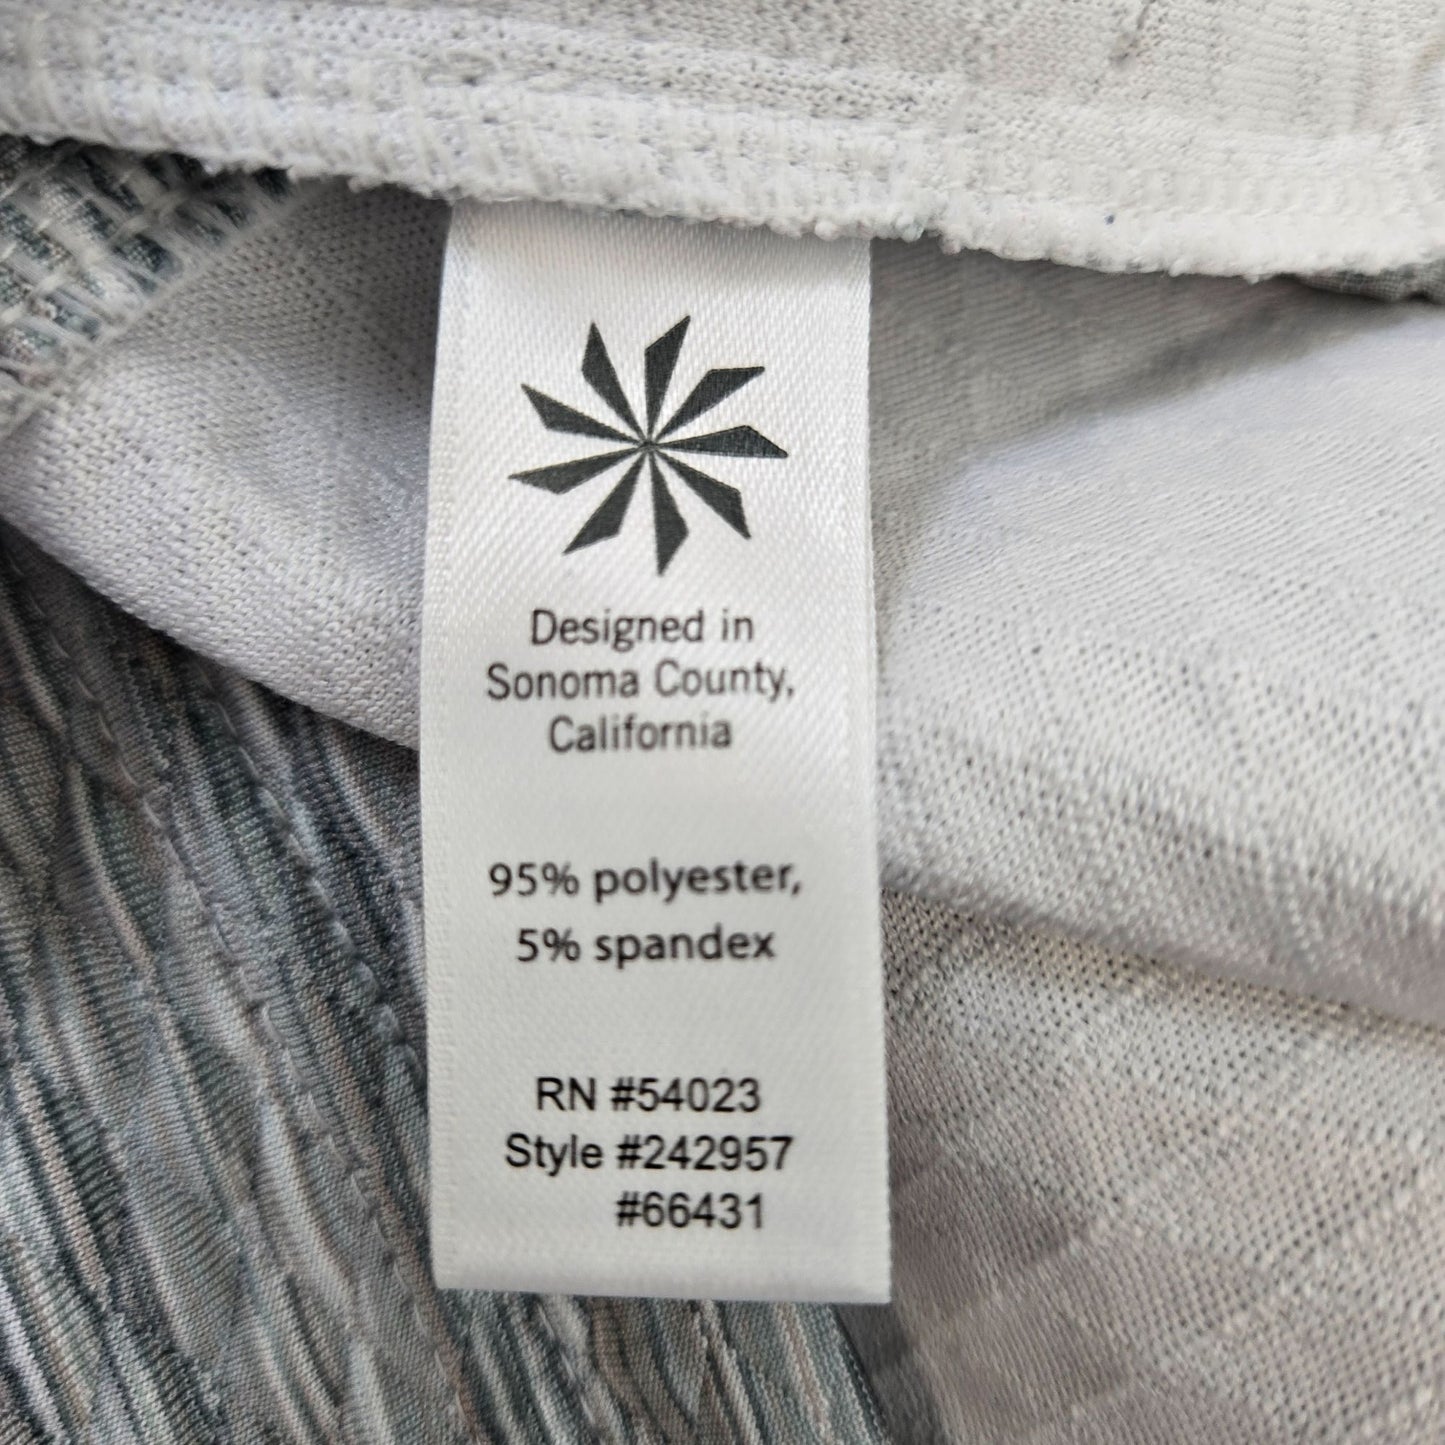 Designed in
Sonoma County,
California
95% polyester,
5% spandex
RN #54023
Style #242957
#66431